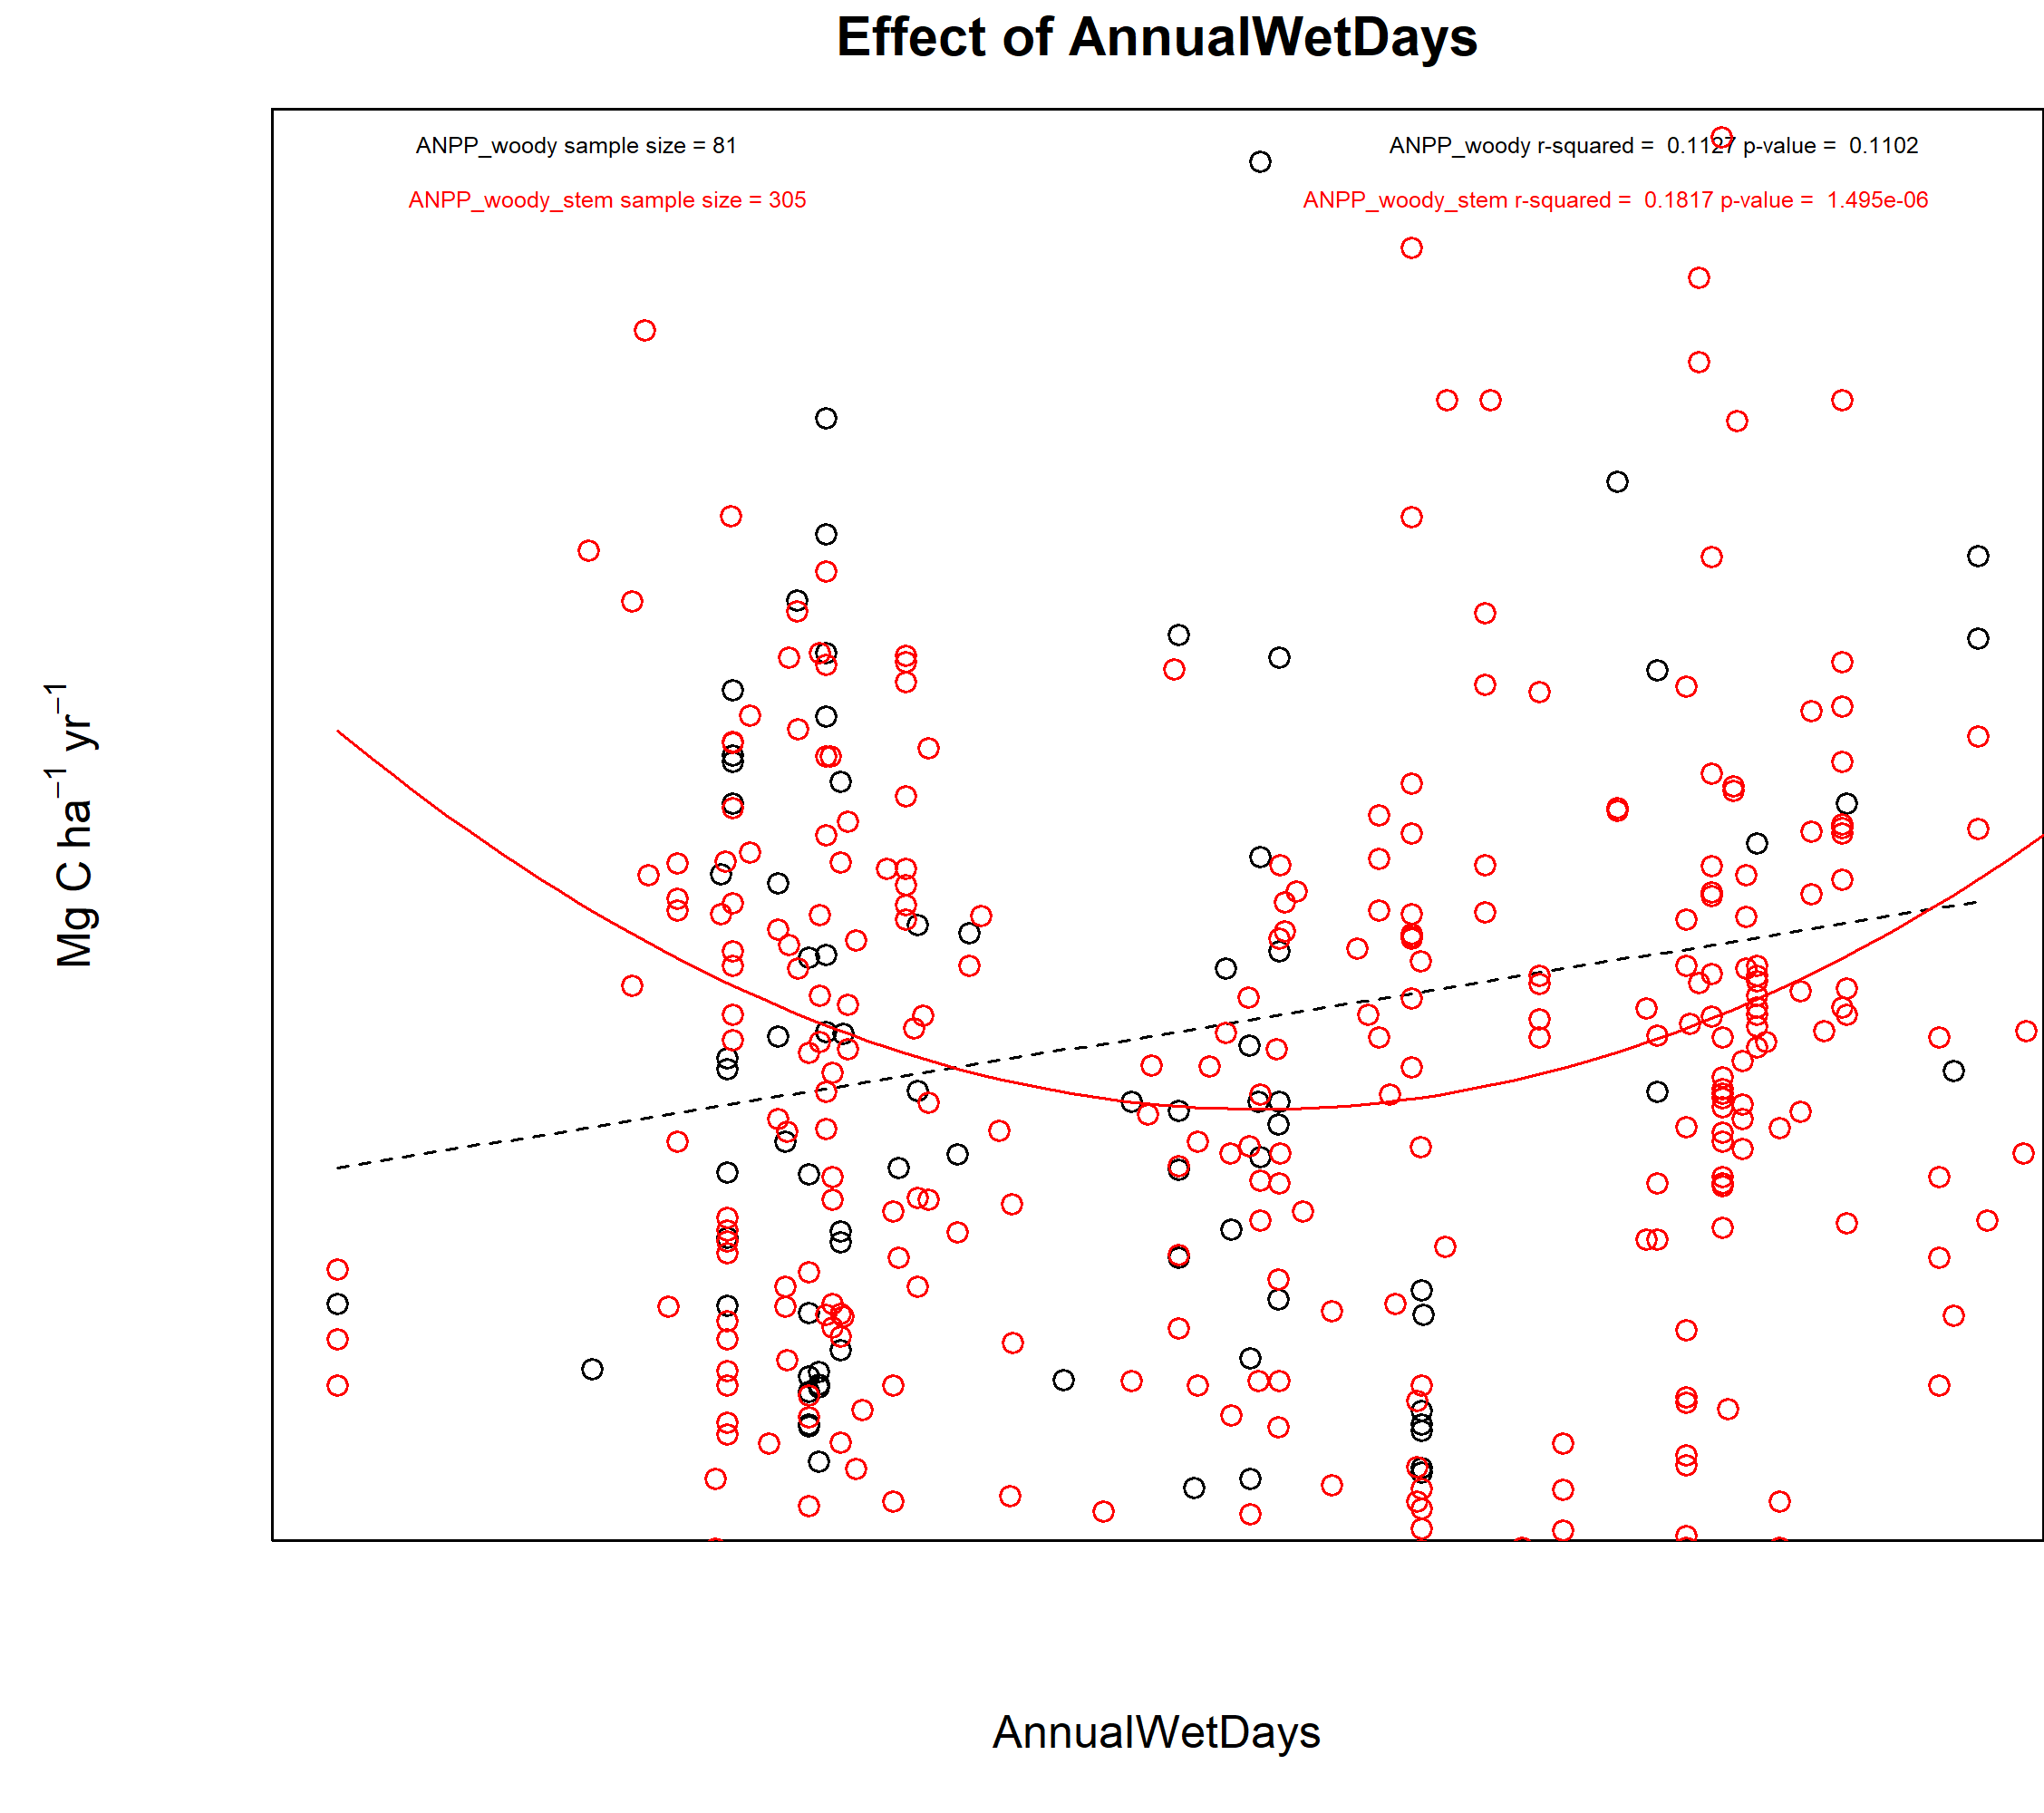 Effect of AnnualWetDays
ANPP_woody sample size = 81
ANPP_woody r-squared = 0.1127 p-value = 0.1102
ANPP_woody_stem sample size = 305
ANPP_woody_stem r-squared = 0.1817 p-value = 1.495e-06
Mg C ha⁻¹ yr⁻¹
AnnualWetDays